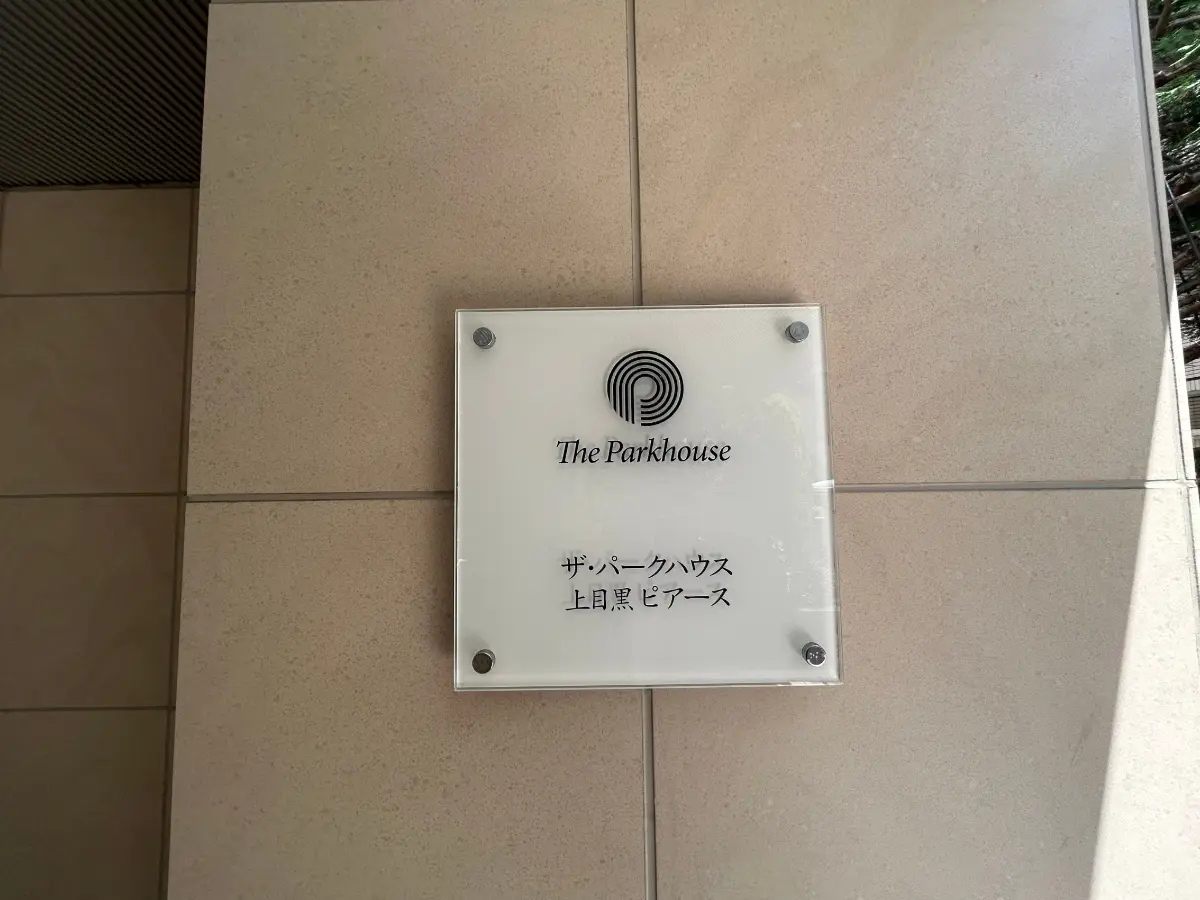 The Parkhouse
ザ・パークハウス
上目黒 ピアース